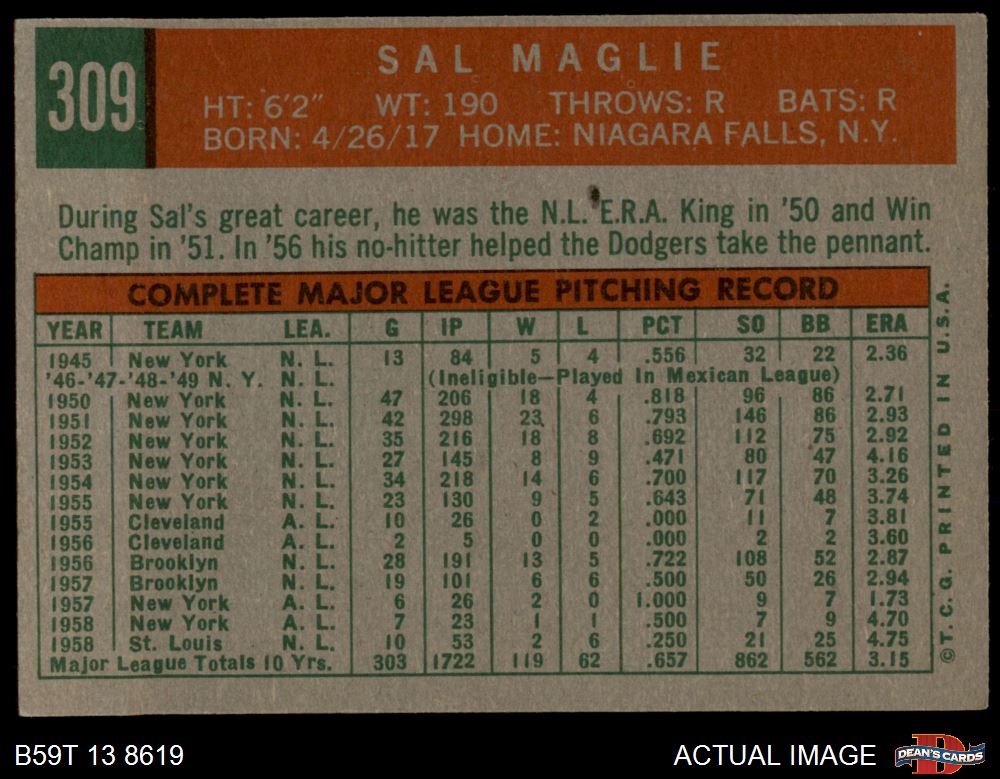 309
SAL MAGLIE
HT: 6'2" WT: 190 THROWS: R BATS: R
BORN: 4/26/17 HOME: NIAGARA FALLS, N.Y.
During Sal's great career, he was the N.L. E.R.A. King in '50 and Win
Champ in '51. In '56 his no-hitter helped the Dodgers take the pennant.
COMPLETE MAJOR LEAGUE PITCHING RECORD
YEAR TEAM LEA. G IP W L PCT SO BB ERA
1945 New York N. L. 13 84 5 4 .556 32 22 2.36
'46-'47-'48-'49 N. Y. N. L. (Ineligible—Played In Mexican League)
1950 New York N. L. 47 206 18 4 .818 96 86 2.71
1951 New York N. L. 42 298 23 6 .793 146 86 2.93
1952 New York N. L. 35 216 18 8 .692 112 75 2.92
1953 New York N. L. 27 145 8 9 .471 80 47 4.16
1954 New York N. L. 34 218 14 6 .700 117 70 3.26
1955 New York N. L. 23 130 9 5 .643 71 48 3.74
1955 Cleveland A. L. 10 26 0 2 .000 11 7 3.81
1956 Cleveland A. L. 2 5 0 0 .000 2 2 3.60
1956 Brooklyn N. L. 28 191 13 5 .722 108 52 2.87
1957 Brooklyn N. L. 19 101 6 6 .500 50 26 2.94
1957 New York A. L. 6 26 2 0 1.000 9 7 1.73
1958 New York A. L. 7 23 1 1 .500 7 9 4.70
1958 St. Louis N. L. 10 53 2 6 .250 21 25 4.75
Major League Totals 10 Yrs. 303 1722 119 62 .657 862 562 3.15
© T. C. G. PRINTED IN U.S.A.
B59T 13 8619 ACTUAL IMAGE
DEAN'S CARDS